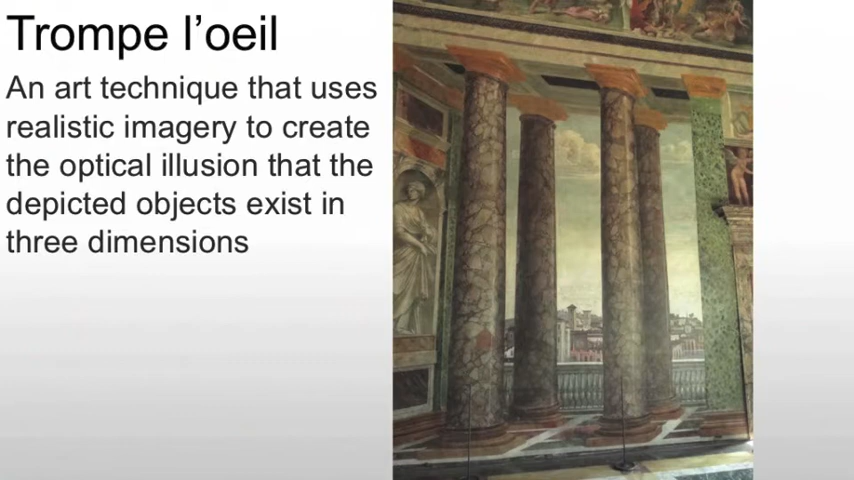 Trompe l’oeil
An art technique that uses
realistic imagery to create
the optical illusion that the
depicted objects exist in
three dimensions